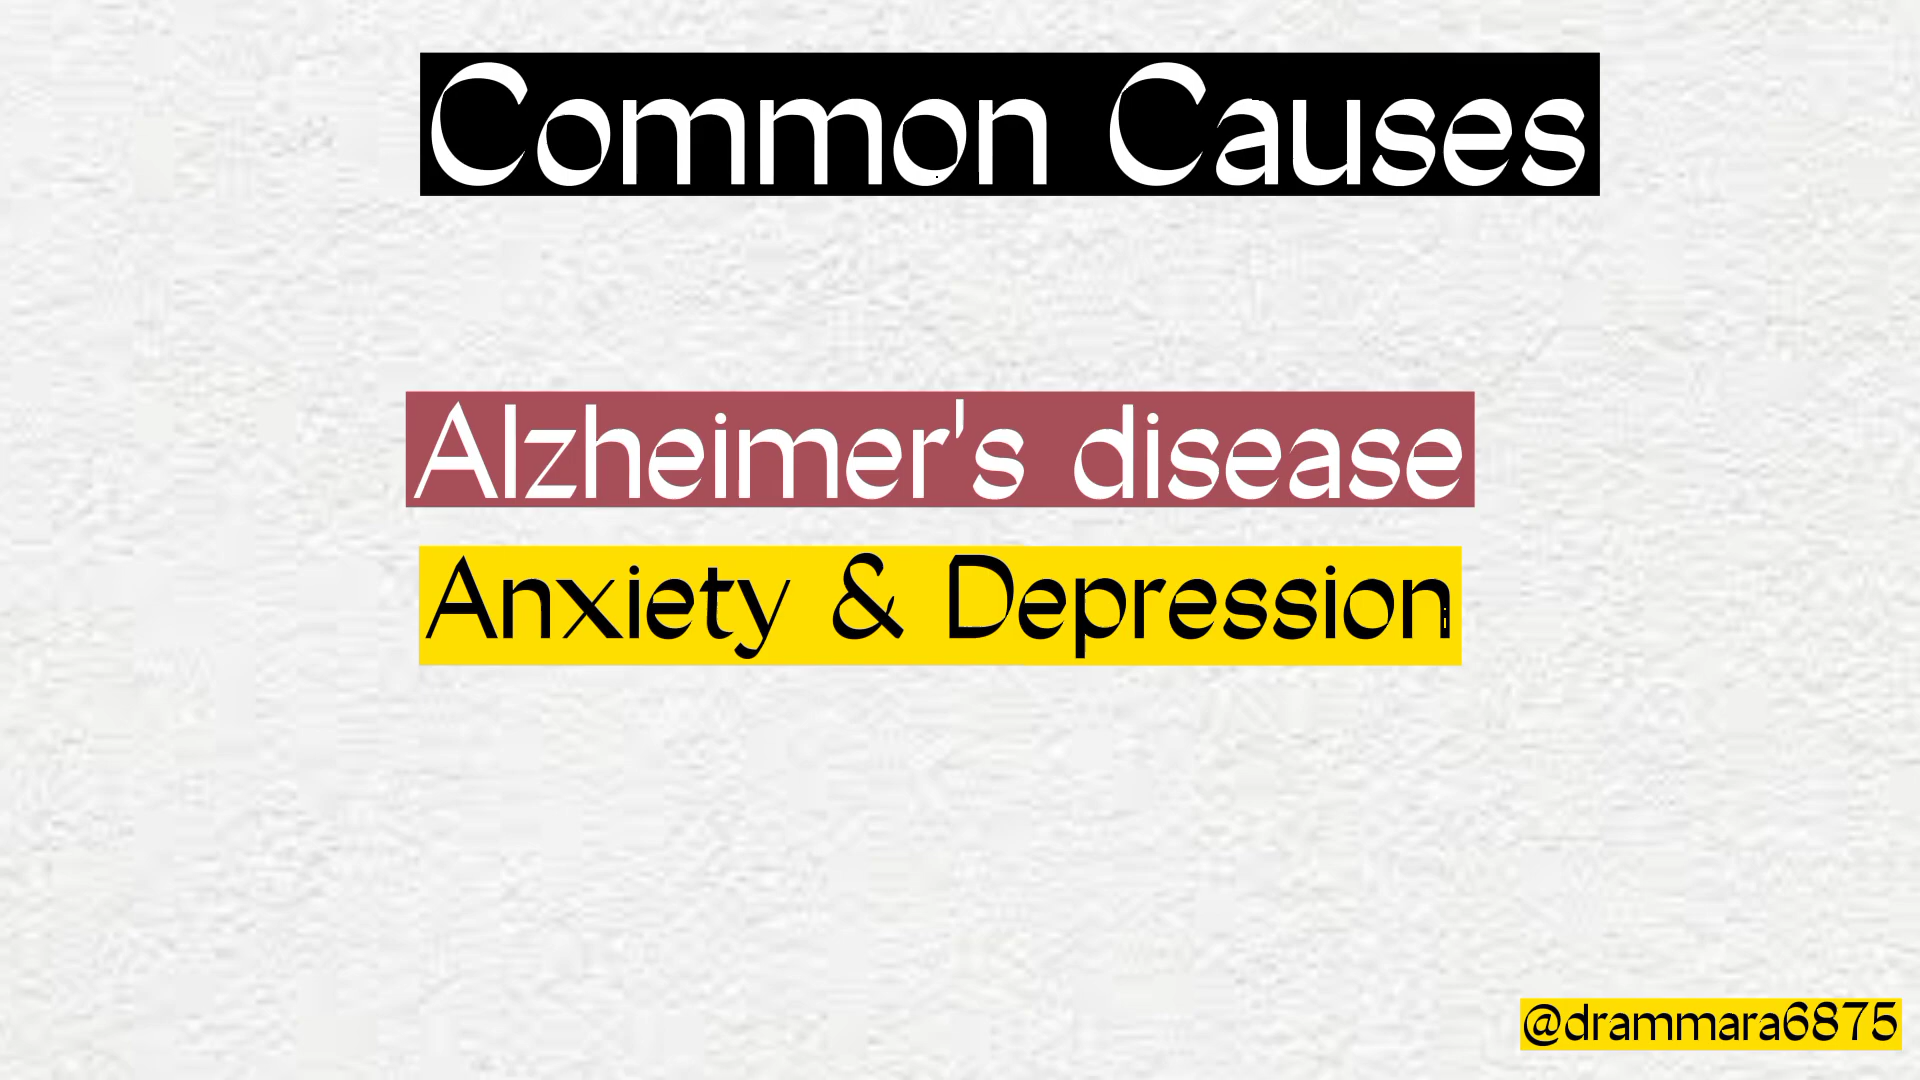 Common Causes
Alzheimer's disease
Anxiety & Depression
@drammara6875